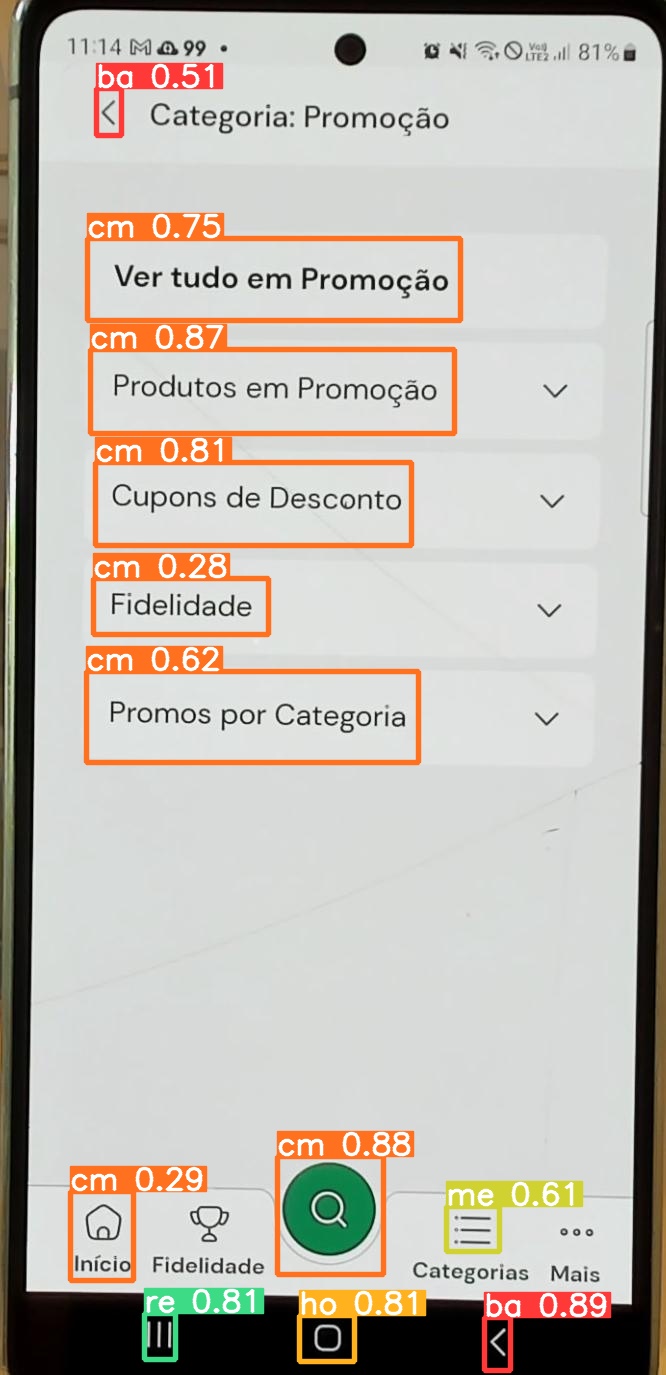 11:14 99
Voo) LTE2 81%
ba 0.51
Categoria: Promoção
cm 0.75
Ver tudo em Promoção
cm 0.87
Produtos em Promoção
cm 0.81
Cupons de Desconto
cm 0.28
Fidelidade
cm 0.62
Promos por Categoria
cm 0.88
cm 0.29
me 0.61
Início Fidelidade Categorias Mais
re 0.81 ho 0.81 ba 0.89